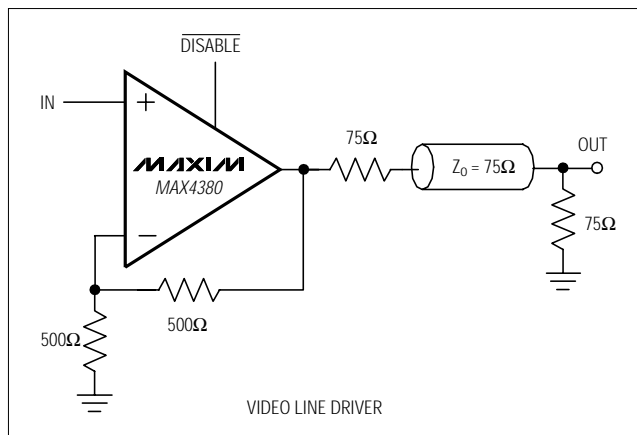 DISABLE
IN
+
MAXIM
MAX4380
−
75Ω
Z₀ = 75Ω
OUT
75Ω
500Ω
500Ω
VIDEO LINE DRIVER